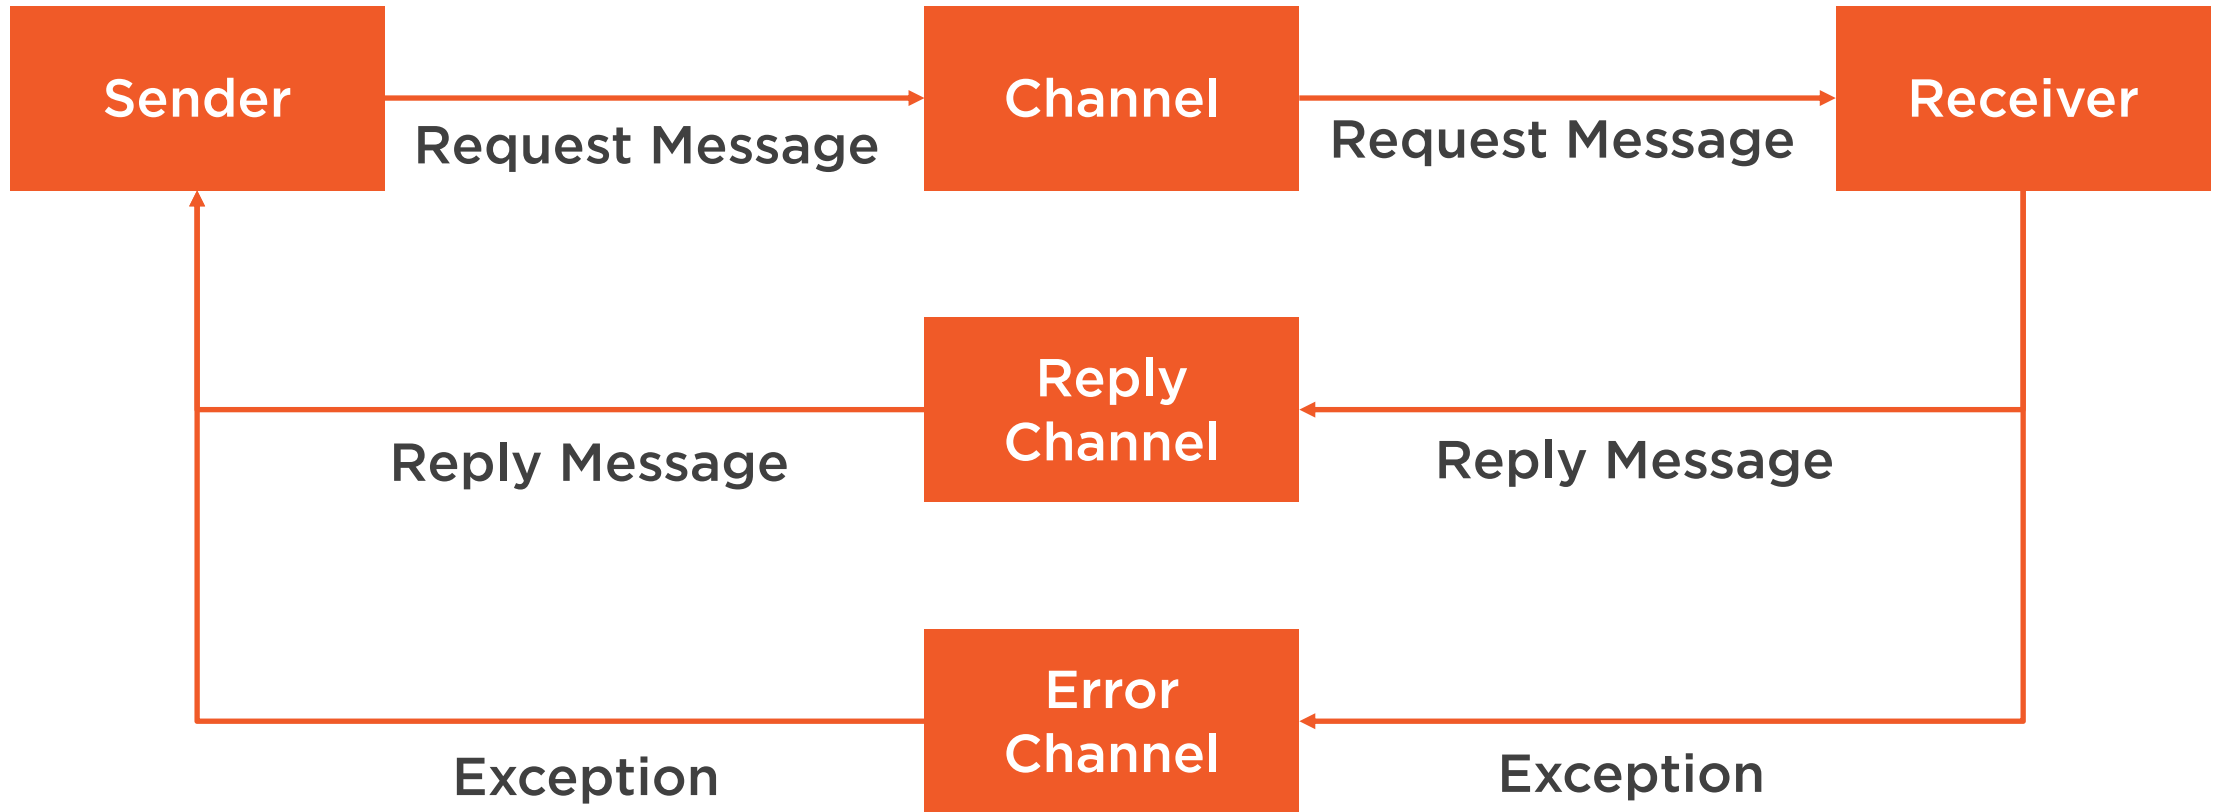 Sender
Channel
Receiver
Request Message
Request Message
Reply
Channel
Reply Message
Reply Message
Error
Channel
Exception
Exception